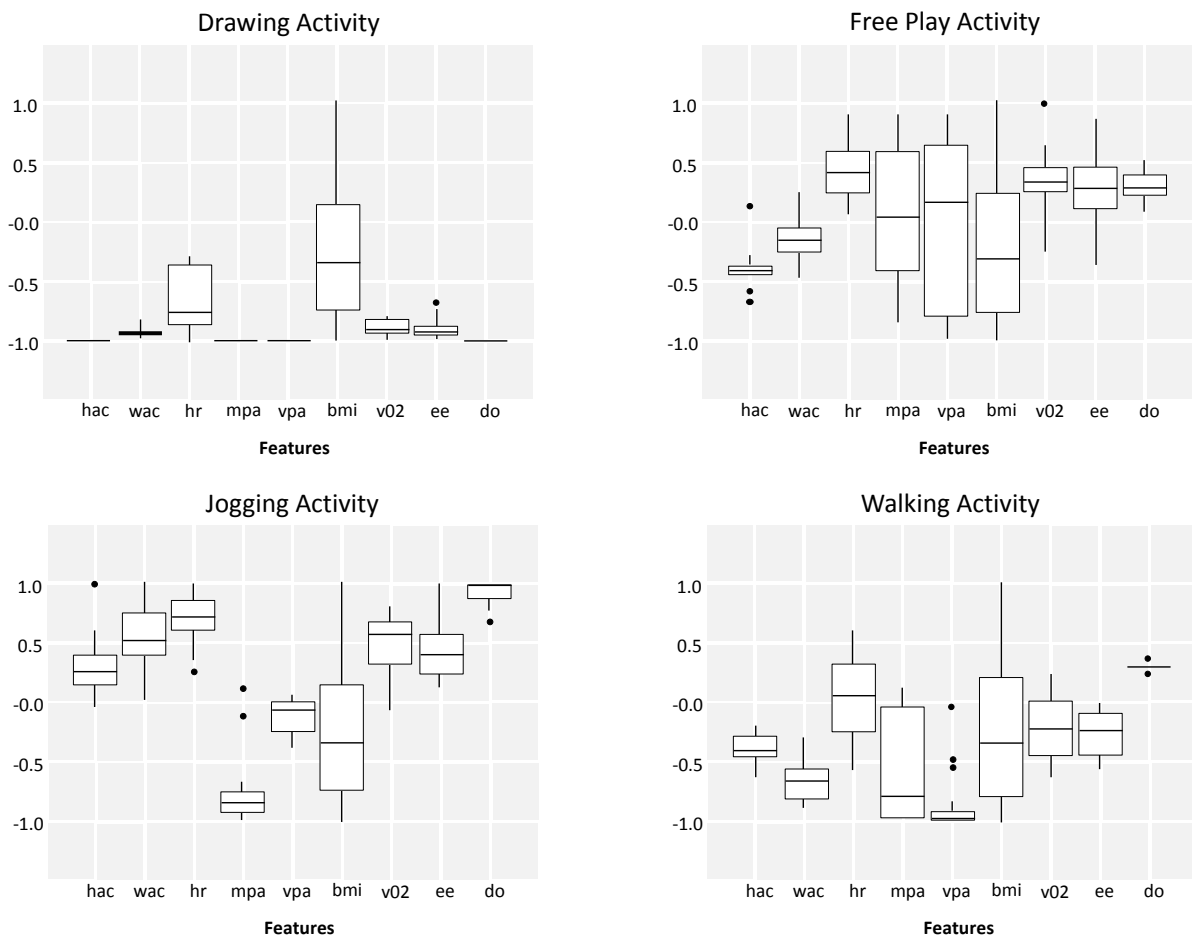 Drawing Activity
1.0
0.5
-0.0
-0.5
-1.0
hac wac hr mpa vpa bmi v02 ee do
Features
Free Play Activity
1.0
0.5
-0.0
-0.5
-1.0
hac wac hr mpa vpa bmi v02 ee do
Features
Jogging Activity
1.0
0.5
-0.0
-0.5
-1.0
hac wac hr mpa vpa bmi v02 ee do
Features
Walking Activity
1.0
0.5
-0.0
-0.5
-1.0
hac wac hr mpa vpa bmi v02 ee do
Features